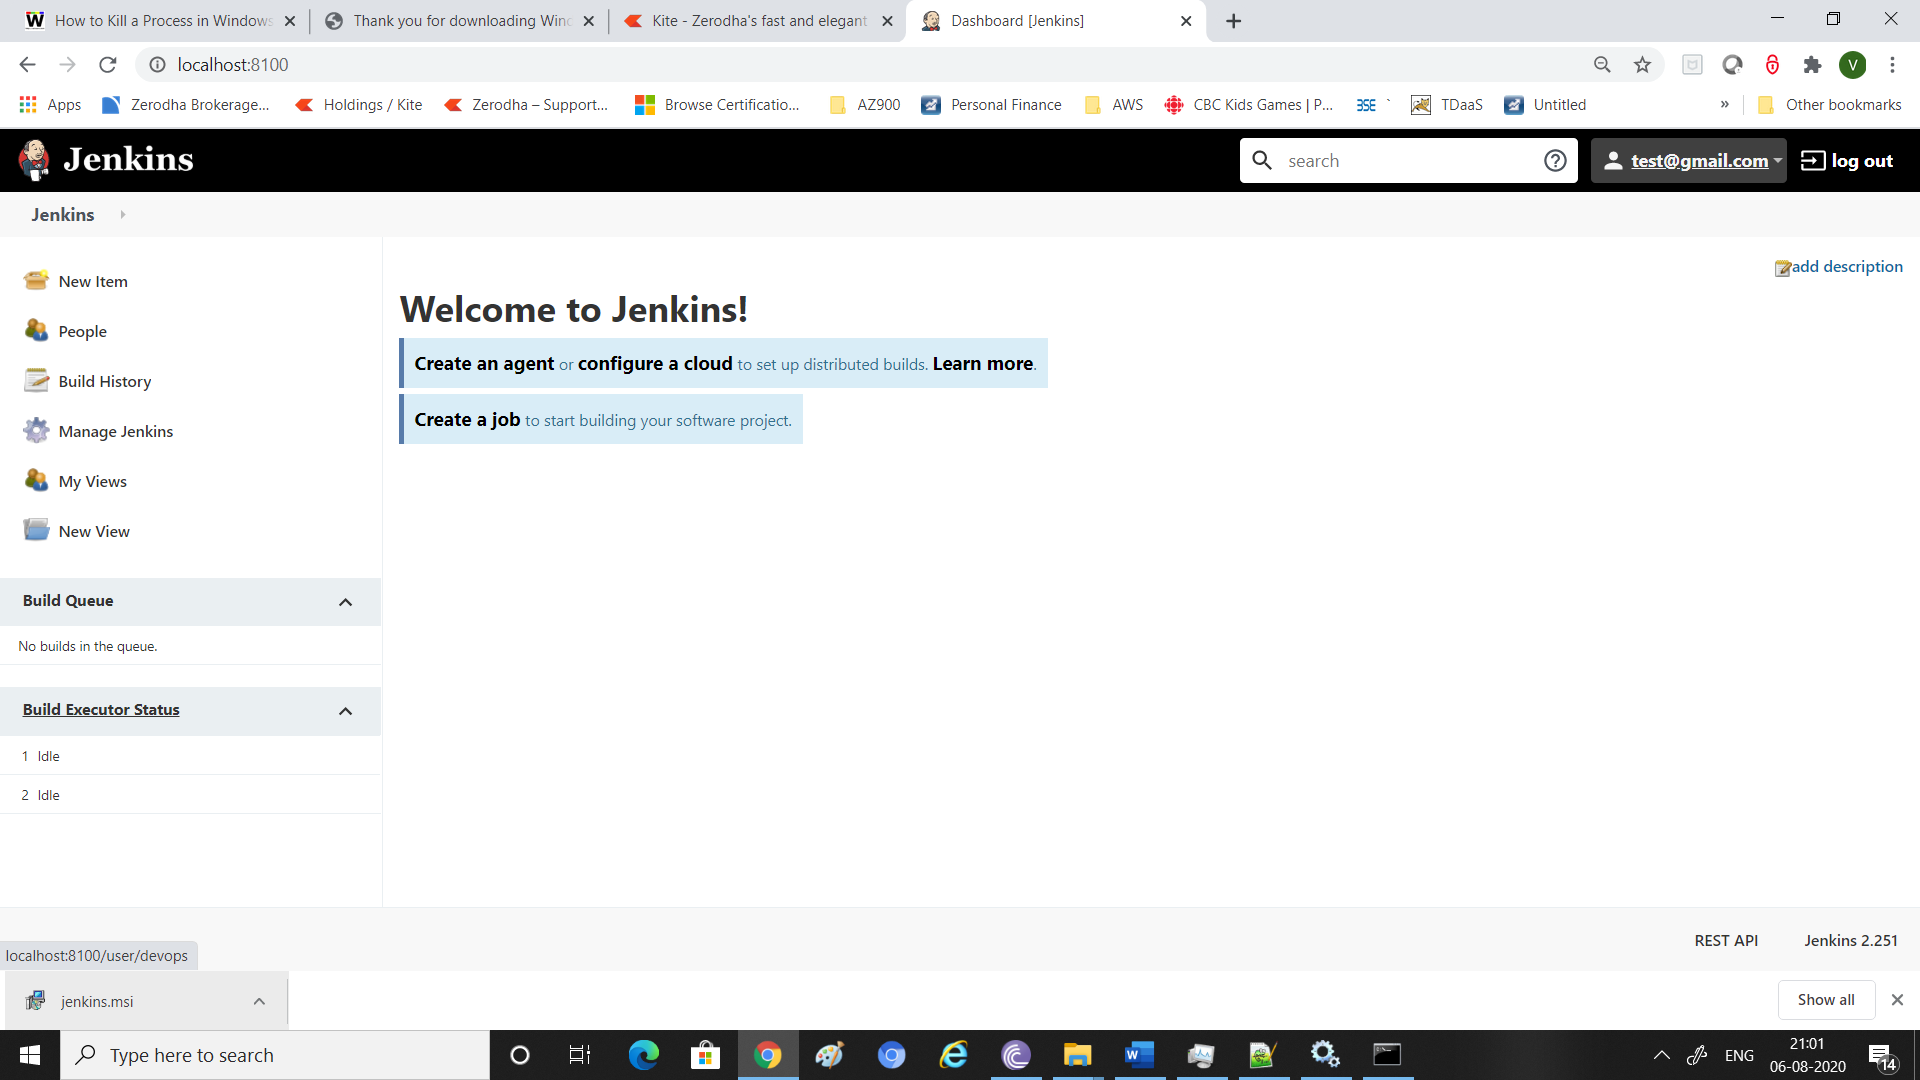 How to Kill a Process in Windows
Thank you for downloading Winc
Kite - Zerodha's fast and elegant
Dashboard [Jenkins]
localhost:8100
V
Apps
Zerodha Brokerage...
Holdings / Kite
Zerodha – Support...
Browse Certificatio...
AZ900
Personal Finance
AWS
CBC Kids Games | P...
BSE `
TDaaS
Untitled
»
Other bookmarks
Jenkins
search
test@gmail.com
log out
Jenkins
New Item
People
Build History
Manage Jenkins
My Views
New View
add description
Welcome to Jenkins!
Create an agent or configure a cloud to set up distributed builds. Learn more.
Create a job to start building your software project.
Build Queue
No builds in the queue.
Build Executor Status
1 Idle
2 Idle
REST API
Jenkins 2.251
localhost:8100/user/devops
jenkins.msi
Show all
Type here to search
ENG
21:01
06-08-2020
14